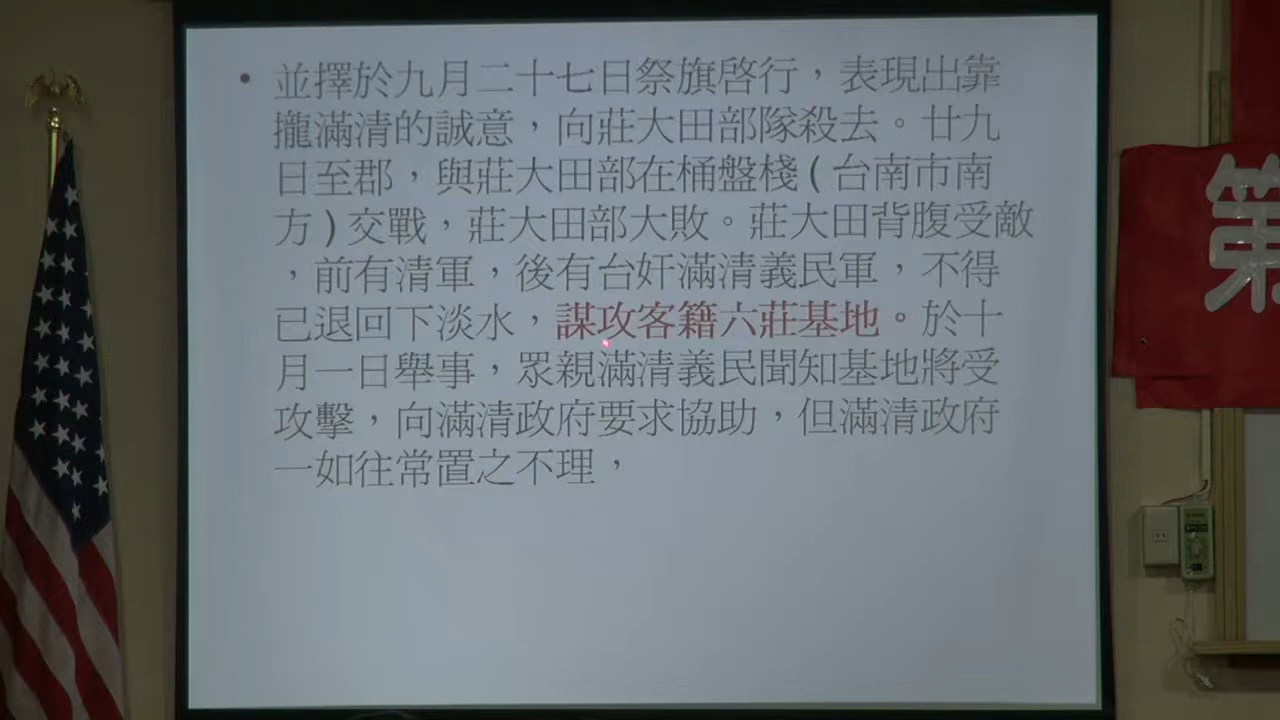 • 並擇於九月二十七日祭旗啓行，表現出靠
攏滿清的誠意，向莊大田部隊殺去。廿九
日至郡，與莊大田部在桶盤棧(台南市南
方)交戰，莊大田部大敗。莊大田背腹受敵
，前有清軍，後有台奸滿清義民軍，不得
已退回下淡水，謀攻客籍六莊基地。於十
月一日舉事，眾親滿清義民聞知基地將受
攻擊，向滿清政府要求協助，但滿清政府
一如往常置之不理，
第